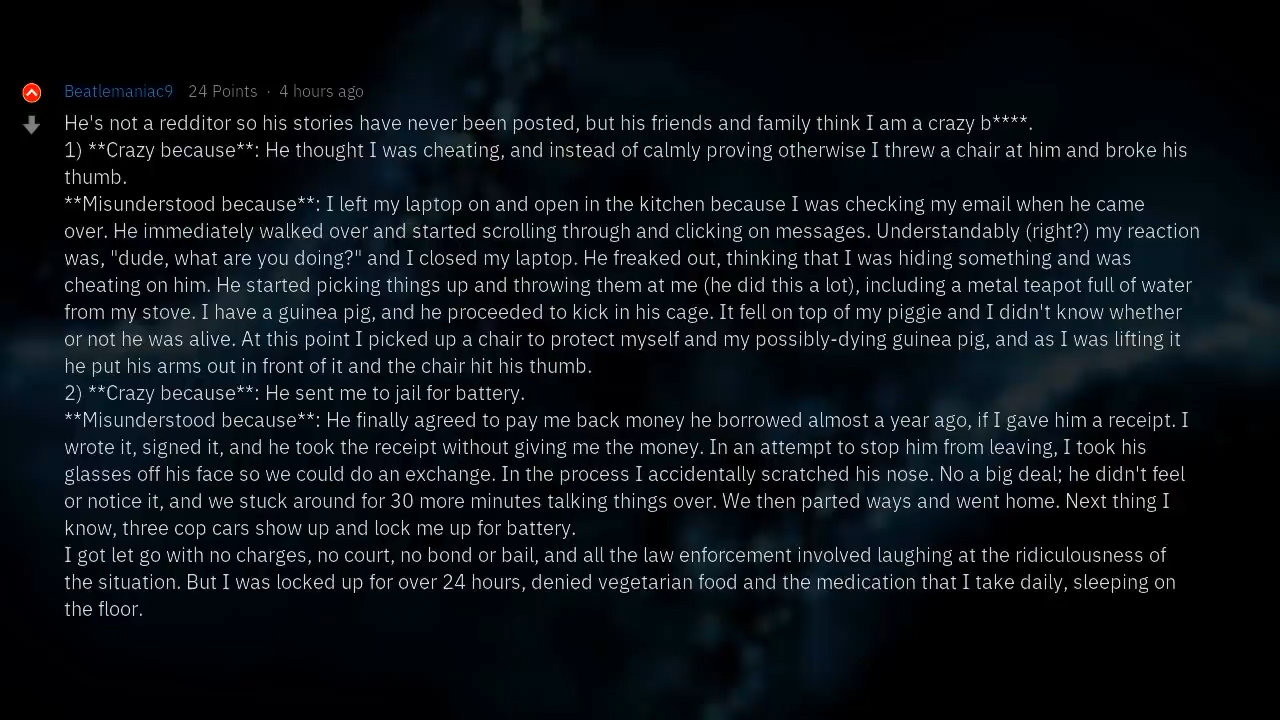 Beatlemaniac9 24 Points · 4 hours ago
He's not a redditor so his stories have never been posted, but his friends and family think I am a crazy b****.
1) **Crazy because**: He thought I was cheating, and instead of calmly proving otherwise I threw a chair at him and broke his
thumb.
**Misunderstood because**: I left my laptop on and open in the kitchen because I was checking my email when he came
over. He immediately walked over and started scrolling through and clicking on messages. Understandably (right?) my reaction
was, "dude, what are you doing?" and I closed my laptop. He freaked out, thinking that I was hiding something and was
cheating on him. He started picking things up and throwing them at me (he did this a lot), including a metal teapot full of water
from my stove. I have a guinea pig, and he proceeded to kick in his cage. It fell on top of my piggie and I didn't know whether
or not he was alive. At this point I picked up a chair to protect myself and my possibly-dying guinea pig, and as I was lifting it
he put his arms out in front of it and the chair hit his thumb.
2) **Crazy because**: He sent me to jail for battery.
**Misunderstood because**: He finally agreed to pay me back money he borrowed almost a year ago, if I gave him a receipt. I
wrote it, signed it, and he took the receipt without giving me the money. In an attempt to stop him from leaving, I took his
glasses off his face so we could do an exchange. In the process I accidentally scratched his nose. No a big deal; he didn't feel
or notice it, and we stuck around for 30 more minutes talking things over. We then parted ways and went home. Next thing I
know, three cop cars show up and lock me up for battery.
I got let go with no charges, no court, no bond or bail, and all the law enforcement involved laughing at the ridiculousness of
the situation. But I was locked up for over 24 hours, denied vegetarian food and the medication that I take daily, sleeping on
the floor.